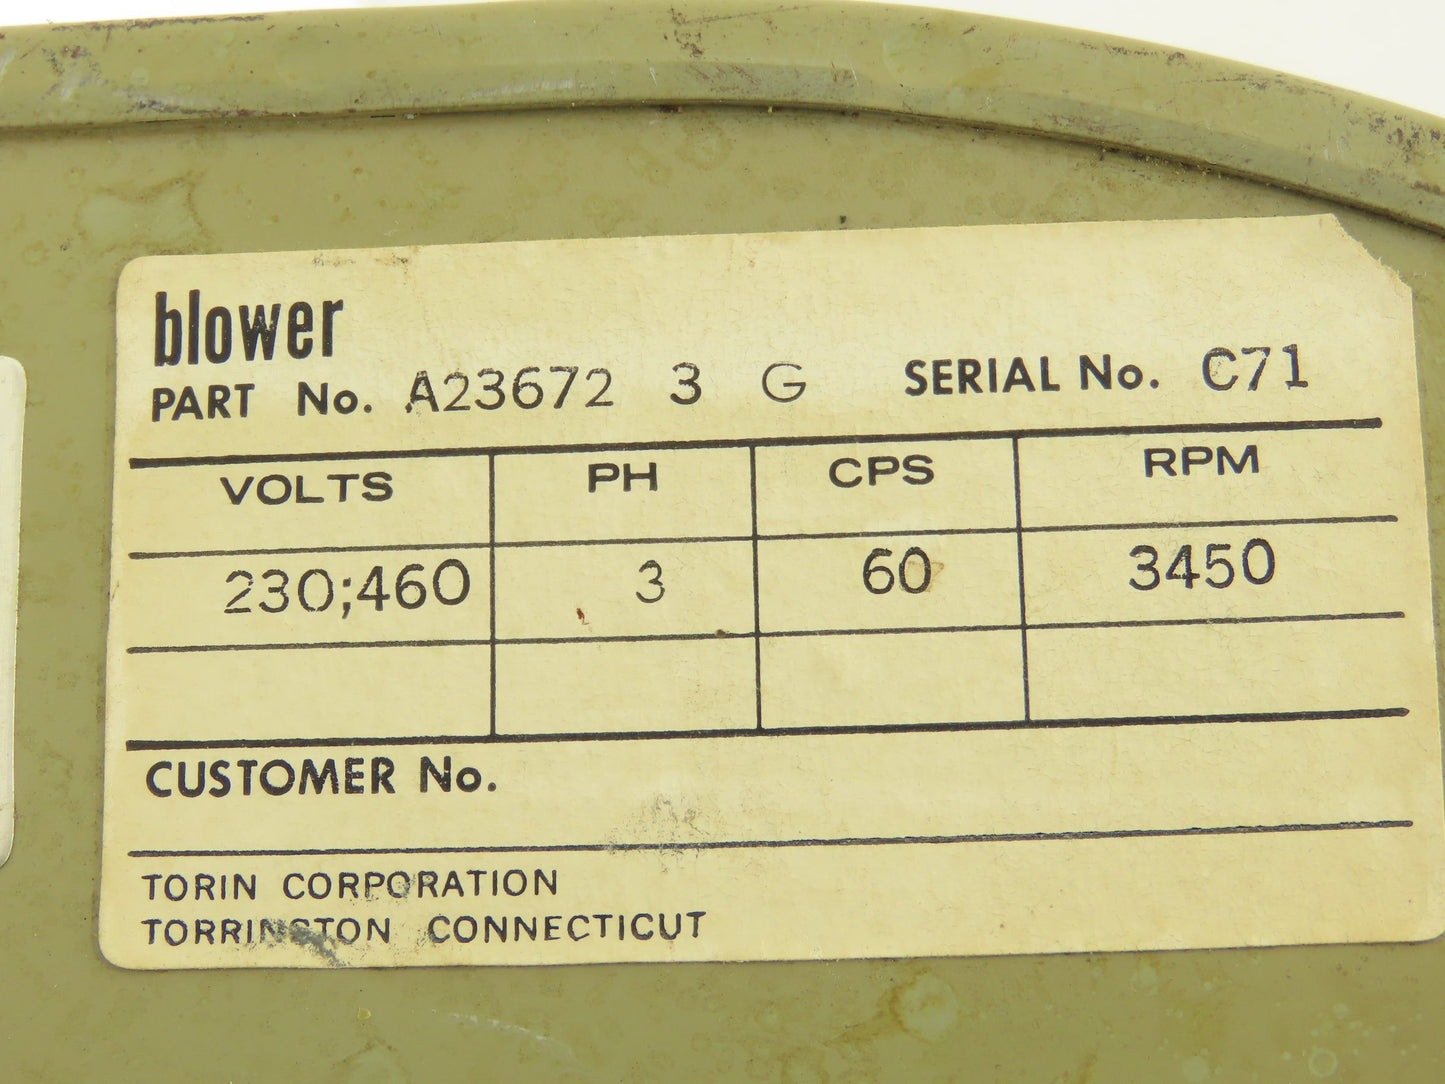 blower
PART No. A23672 3 G SERIAL No. C71
VOLTS PH CPS RPM
230;460 3 60 3450
CUSTOMER No.
TORIN CORPORATION
TORRINGTON CONNECTICUT